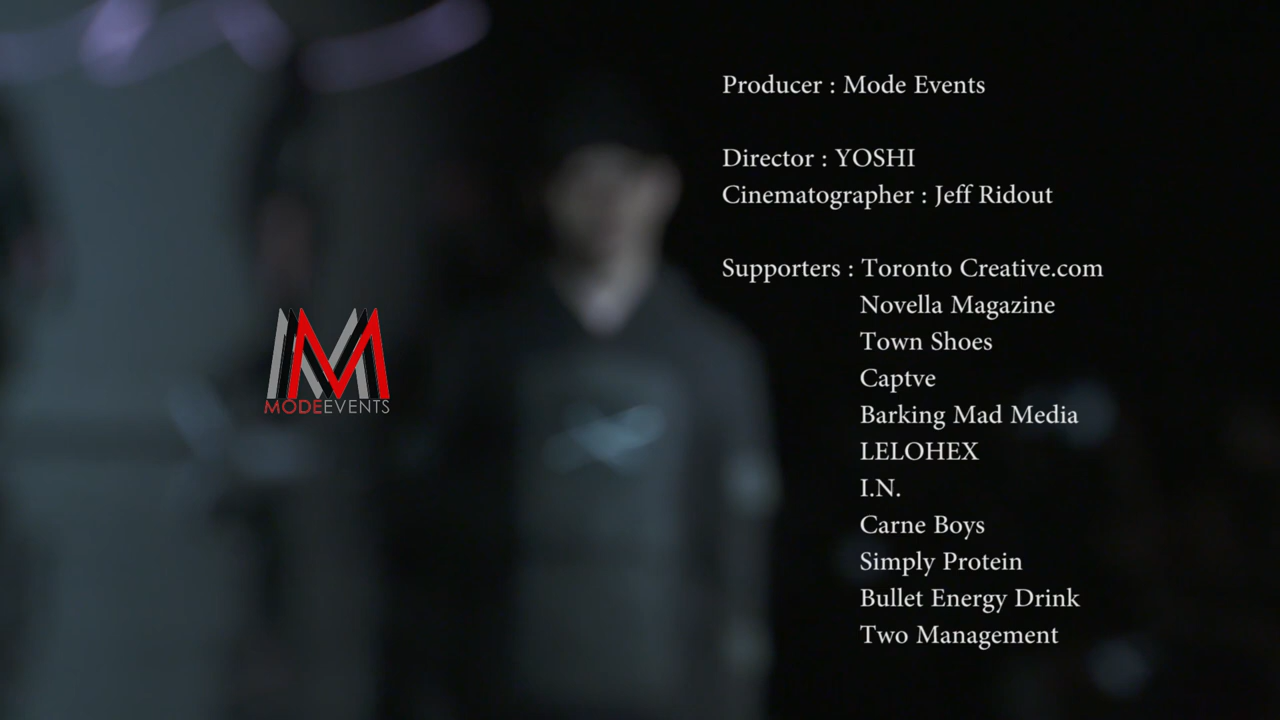 Producer : Mode Events
Director : YOSHI
Cinematographer : Jeff Ridout
Supporters : Toronto Creative.com
Novella Magazine
Town Shoes
Captve
Barking Mad Media
LELOHEX
I.N.
Carne Boys
Simply Protein
Bullet Energy Drink
Two Management
MODEEVENTS